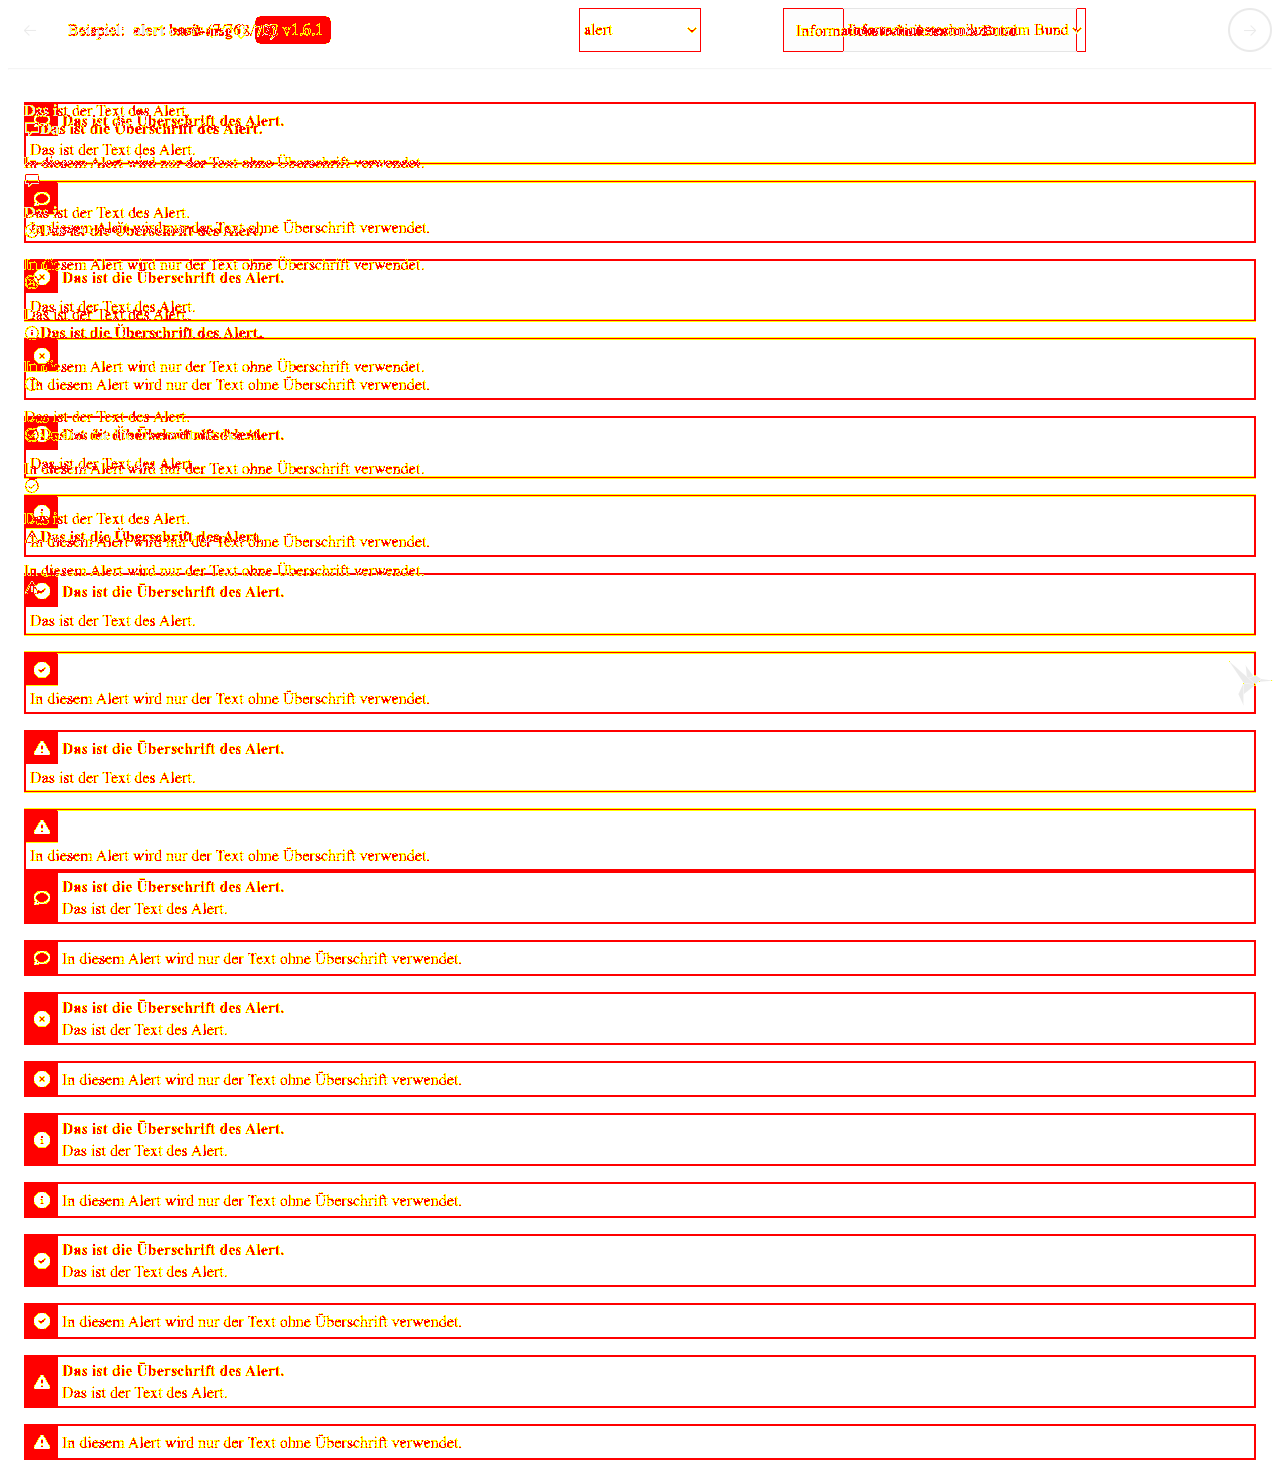 Beispiel: alert basic v1.6.1
alert
Das ist der Text des Alert.
Das ist die Überschrift des Alert.
Das ist die Überschrift des Alert.
Das ist der Text des Alert.
In diesem Alert wird nur der Text ohne Überschrift verwendet.
Das ist der Text des Alert.
In diesem Alert wird nur der Text ohne Überschrift verwendet.
In diesem Alert wird nur der Text ohne Überschrift verwendet.
Das ist die Überschrift des Alert.
Das ist der Text des Alert.
Das ist der Text des Alert.
Das ist die Überschrift des Alert.
In diesem Alert wird nur der Text ohne Überschrift verwendet.
In diesem Alert wird nur der Text ohne Überschrift verwendet.
Das ist der Text des Alert.
Das ist der Text des Alert.
In diesem Alert wird nur der Text ohne Überschrift verwendet.
Das ist der Text des Alert.
Das ist die Überschrift des Alert.
In diesem Alert wird nur der Text ohne Überschrift verwendet.
In diesem Alert wird nur der Text ohne Überschrift verwendet.
Das ist die Überschrift des Alert.
Das ist der Text des Alert.
In diesem Alert wird nur der Text ohne Überschrift verwendet.
Das ist die Überschrift des Alert.
Das ist der Text des Alert.
In diesem Alert wird nur der Text ohne Überschrift verwendet.
Das ist die Überschrift des Alert.
Das ist der Text des Alert.
In diesem Alert wird nur der Text ohne Überschrift verwendet.
Das ist die Überschrift des Alert.
Das ist der Text des Alert.
In diesem Alert wird nur der Text ohne Überschrift verwendet.
Das ist die Überschrift des Alert.
Das ist der Text des Alert.
In diesem Alert wird nur der Text ohne Überschrift verwendet.
Das ist die Überschrift des Alert.
Das ist der Text des Alert.
In diesem Alert wird nur der Text ohne Überschrift verwendet.
Das ist die Überschrift des Alert.
Das ist der Text des Alert.
In diesem Alert wird nur der Text ohne Überschrift verwendet.